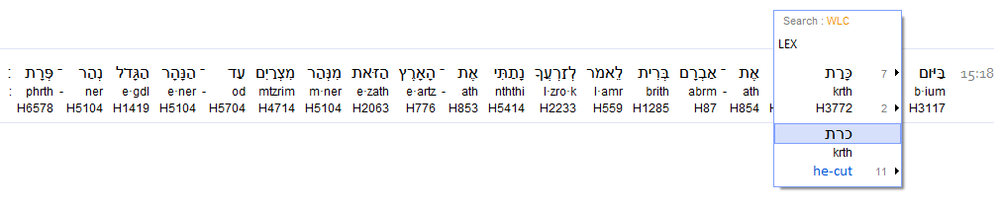 Search : WLC
LEX
15:18 בַּיּוֹם אֶת ־ אַבְרָם בְּרִית לֵאמֹר לְזַרְעֲךָ נָתַתִּי אֶת ־ הָאָרֶץ הַזֹּאת מִנְּהַר מִצְרַיִם עַד ־ הַנָּהָר הַגָּדֹל נְהַר ־ פְּרָת :
: phrth - ner e·gdl e·ner - od mtzrim m·ner e·zath e·artz - ath nththi l·zro·k l·amr brith abrm - ath b·ium
H6578 H5104 H1419 H5104 H5704 H4714 H5104 H2063 H776 H853 H5414 H2233 H559 H1285 H87 H854 H3117
כָּרַת 7
krth
H3772 2
כרת
krth
he-cut 11